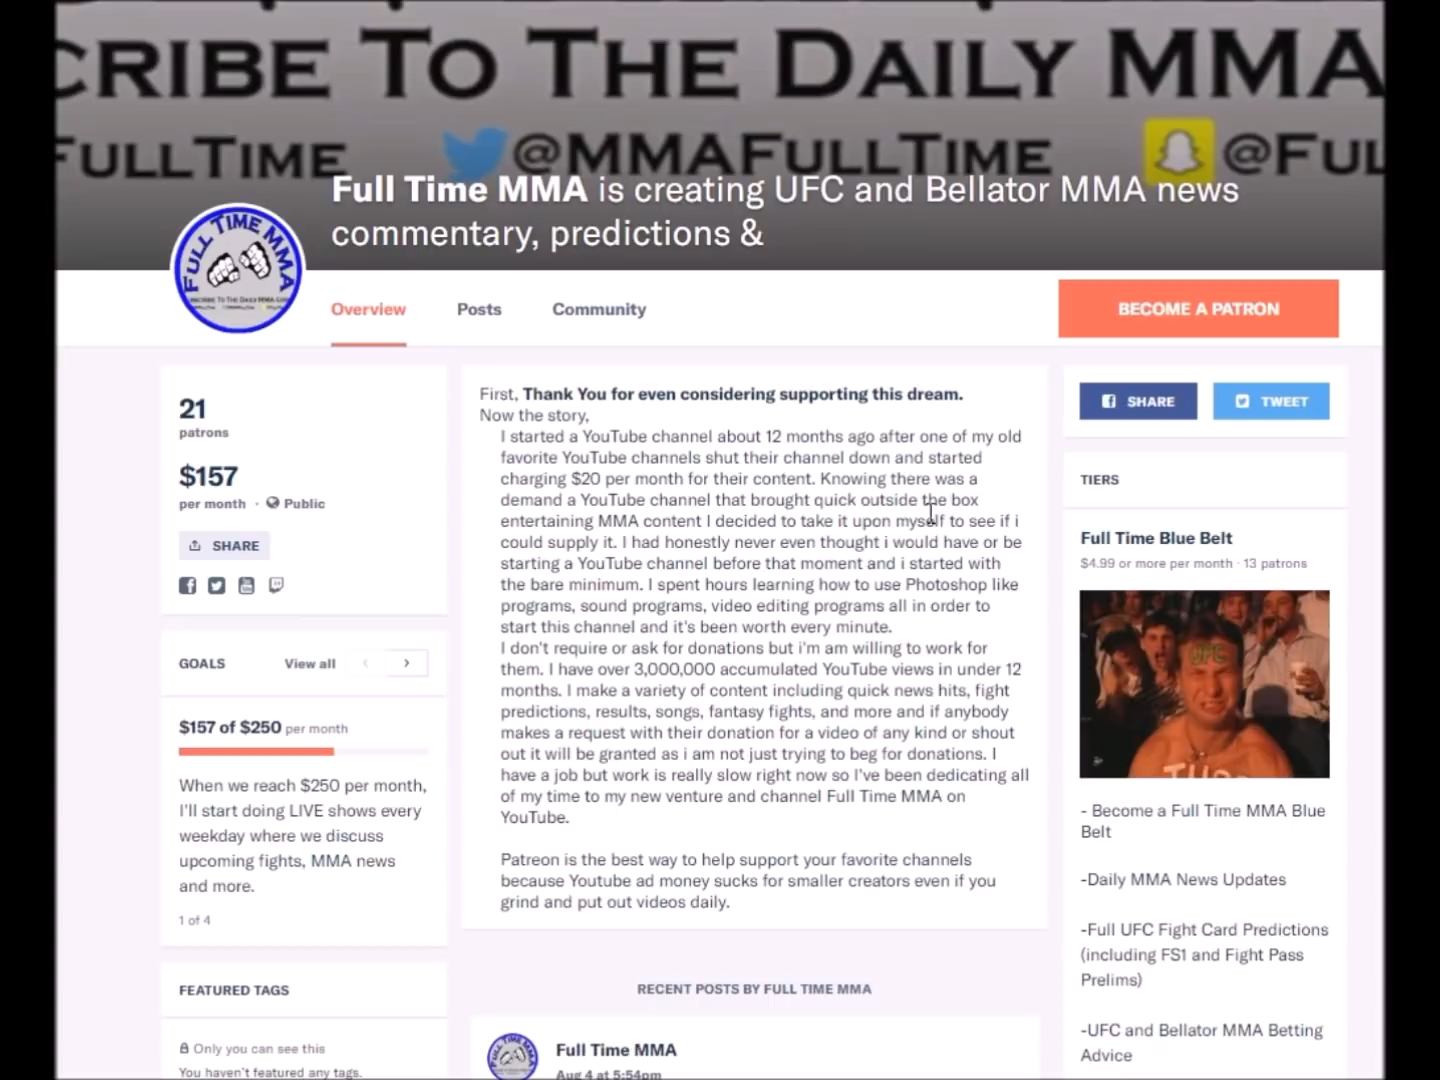 CRIBE TO THE DAILY MMA
FULLTIME @MMAFULLTIME @FUL
Full Time MMA is creating UFC and Bellator MMA news
commentary, predictions &
FULL TIME MMA
Overview Posts Community
BECOME A PATRON
21
patrons
$157
per month · Public
SHARE
GOALS View all
$157 of $250 per month
When we reach $250 per month,
I'll start doing LIVE shows every
weekday where we discuss
upcoming fights, MMA news
and more.
1 of 4
FEATURED TAGS
Only you can see this
You haven't featured any tags.
First, Thank You for even considering supporting this dream.
Now the story,
I started a YouTube channel about 12 months ago after one of my old
favorite YouTube channels shut their channel down and started
charging $20 per month for their content. Knowing there was a
demand a YouTube channel that brought quick outside the box
entertaining MMA content I decided to take it upon myself to see if i
could supply it. I had honestly never even thought i would have or be
starting a YouTube channel before that moment and i started with
the bare minimum. I spent hours learning how to use Photoshop like
programs, sound programs, video editing programs all in order to
start this channel and it's been worth every minute.
I don't require or ask for donations but i'm am willing to work for
them. I have over 3,000,000 accumulated YouTube views in under 12
months. I make a variety of content including quick news hits, fight
predictions, results, songs, fantasy fights, and more and if anybody
makes a request with their donation for a video of any kind or shout
out it will be granted as i am not just trying to beg for donations. I
have a job but work is really slow right now so I've been dedicating all
of my time to my new venture and channel Full Time MMA on
YouTube.
Patreon is the best way to help support your favorite channels
because Youtube ad money sucks for smaller creators even if you
grind and put out videos daily.
RECENT POSTS BY FULL TIME MMA
Full Time MMA
Aug 4 at 5:54pm
SHARE TWEET
TIERS
Full Time Blue Belt
$4.99 or more per month · 13 patrons
UFC
- Become a Full Time MMA Blue
Belt
-Daily MMA News Updates
-Full UFC Fight Card Predictions
(including FS1 and Fight Pass
Prelims)
-UFC and Bellator MMA Betting
Advice